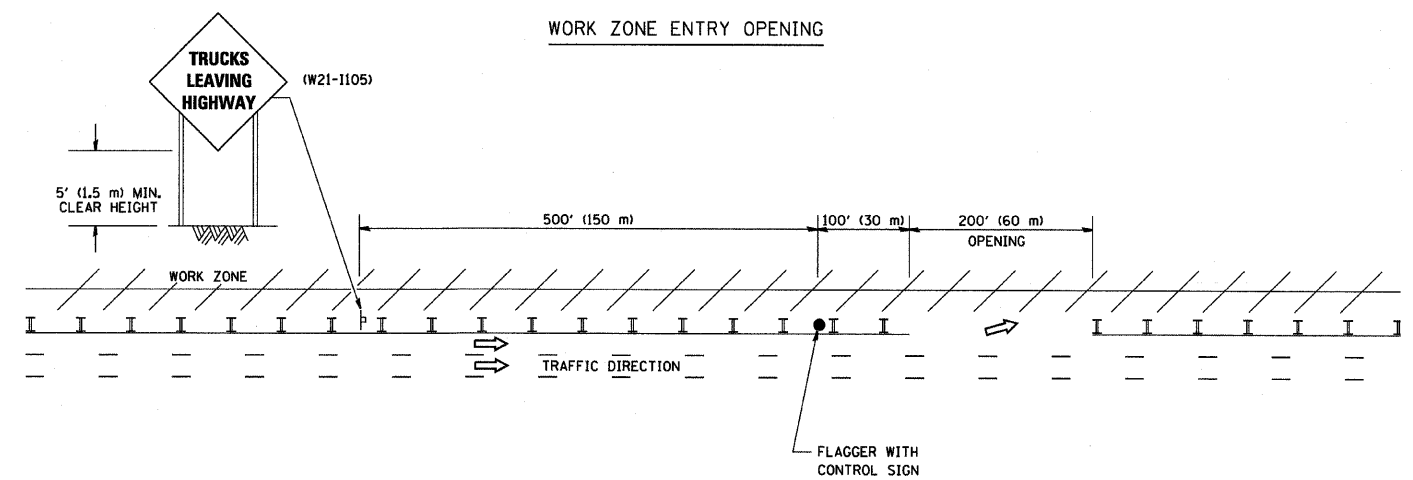 WORK ZONE ENTRY OPENING
TRUCKS
LEAVING
HIGHWAY
(W21-I105)
5' (1.5 m) MIN.
CLEAR HEIGHT
500' (150 m)
100' (30 m)
200' (60 m)
OPENING
WORK ZONE
TRAFFIC DIRECTION
FLAGGER WITH
CONTROL SIGN